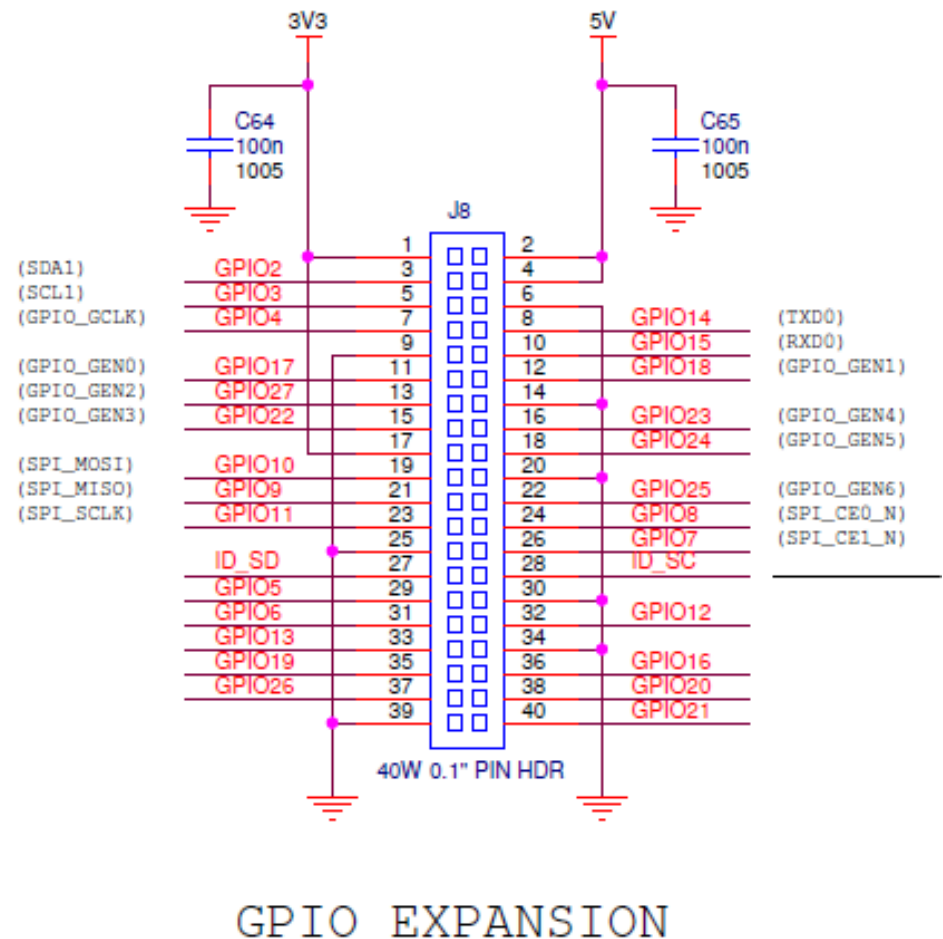 3V3 5V
C64 C65
100n 100n
1005 1005
J8
1 2
(SDA1) GPIO2 3 4
(SCL1) GPIO3 5 6
(GPIO_GCLK) GPIO4 7 8 GPIO14 (TXD0)
9 10 GPIO15 (RXD0)
(GPIO_GEN0) GPIO17 11 12 GPIO18 (GPIO_GEN1)
(GPIO_GEN2) GPIO27 13 14
(GPIO_GEN3) GPIO22 15 16 GPIO23 (GPIO_GEN4)
17 18 GPIO24 (GPIO_GEN5)
(SPI_MOSI) GPIO10 19 20
(SPI_MISO) GPIO9 21 22 GPIO25 (GPIO_GEN6)
(SPI_SCLK) GPIO11 23 24 GPIO8 (SPI_CE0_N)
25 26 GPIO7 (SPI_CE1_N)
ID_SD 27 28 ID_SC
GPIO5 29 30
GPIO6 31 32 GPIO12
GPIO13 33 34
GPIO19 35 36 GPIO16
GPIO26 37 38 GPIO20
39 40 GPIO21
40W 0.1" PIN HDR
GPIO EXPANSION